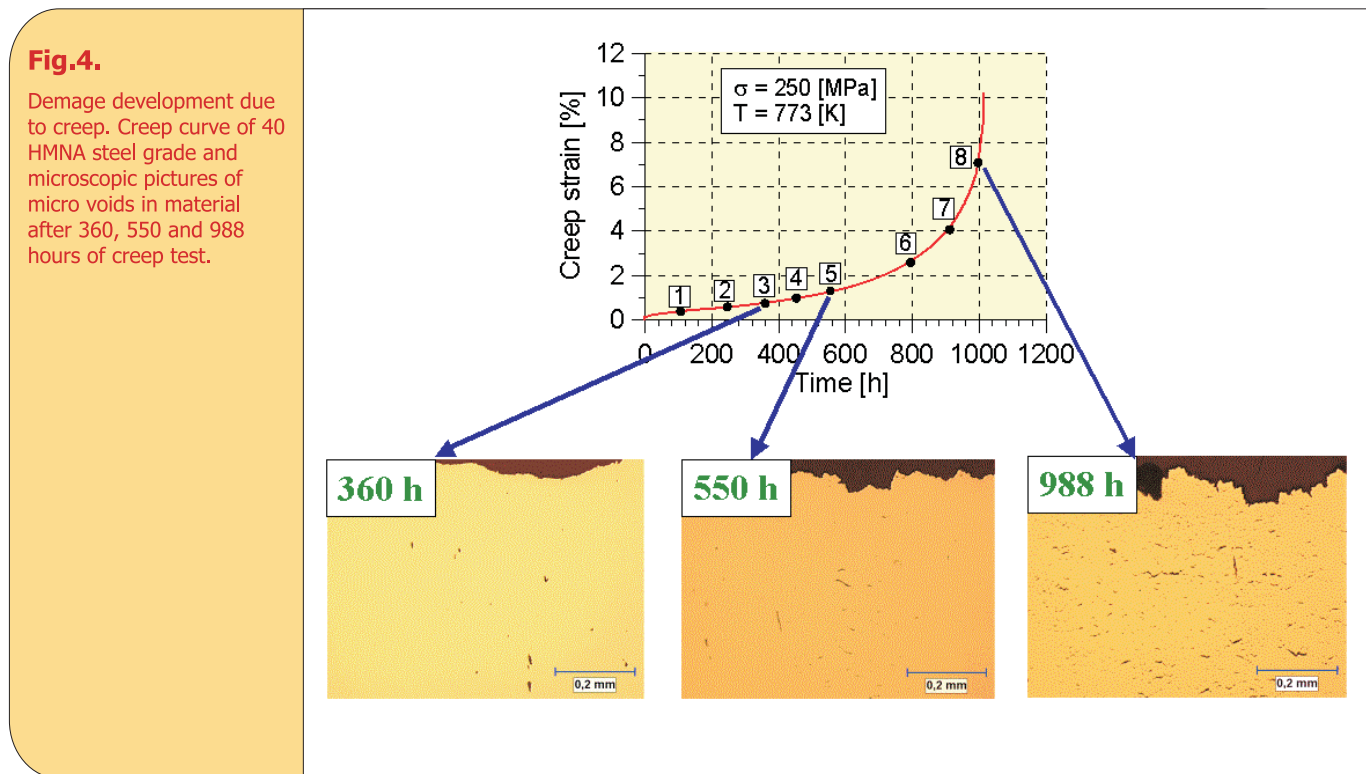 Fig.4.
Demage development due
to creep. Creep curve of 40
HMNA steel grade and
microscopic pictures of
micro voids in material
after 360, 550 and 988
hours of creep test.
12
10
8
6
4
2
0
Creep strain [%]
σ = 250 [MPa]
T = 773 [K]
1
2
3
4
5
6
7
8
0 200 400 600 800 1000 1200
Time [h]
360 h
0,2 mm
550 h
0,2 mm
988 h
0,2 mm